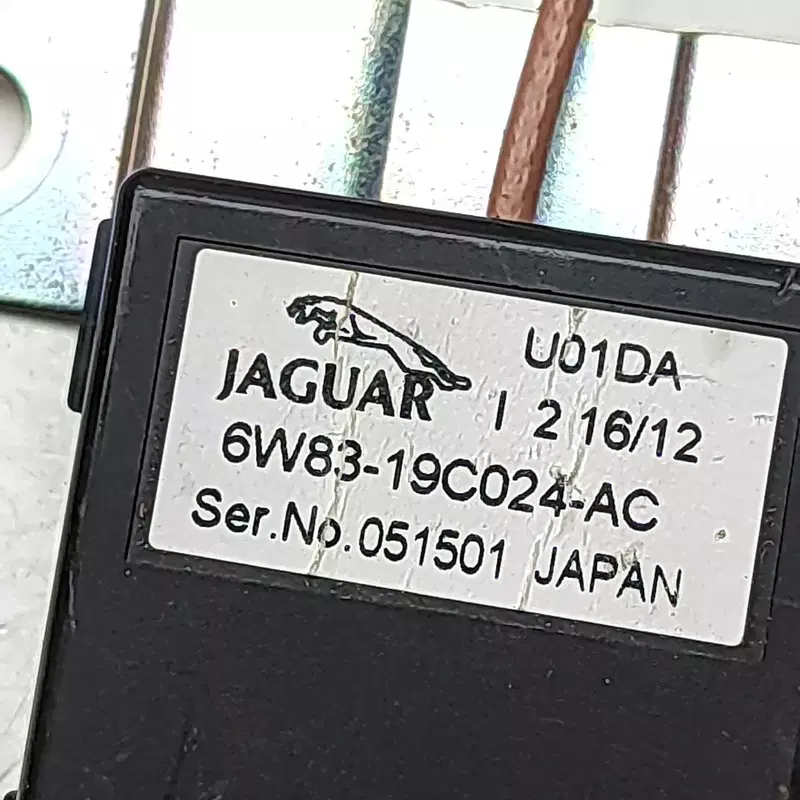 JAGUAR
U01DA
I 2 16/12
6W83-19C024-AC
Ser.No.051501 JAPAN